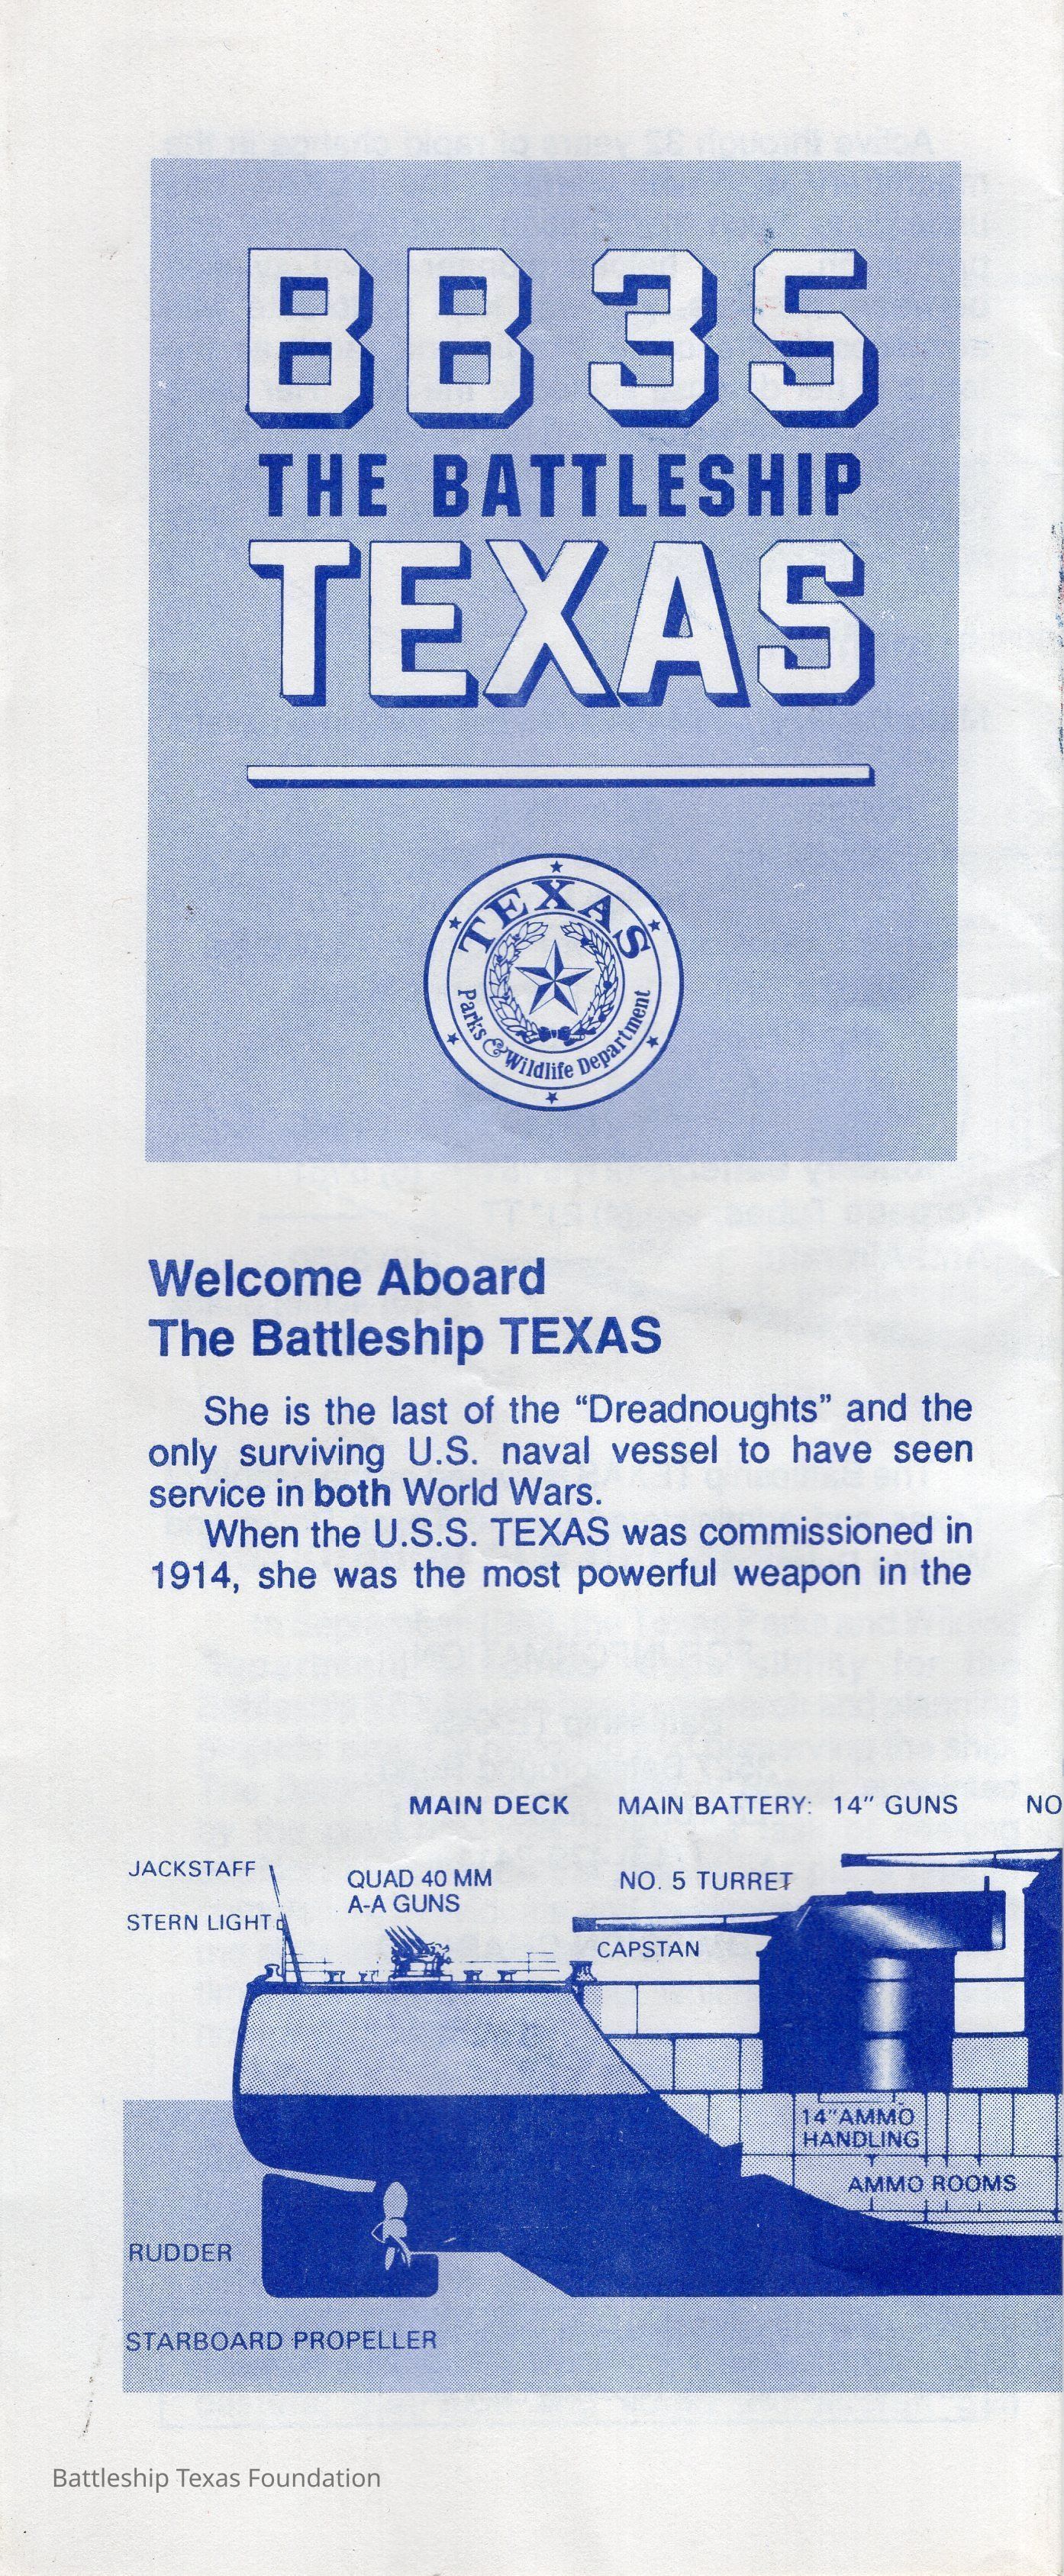 BB 35
THE BATTLESHIP
TEXAS
TEXAS
Parks & Wildlife Department
Welcome Aboard
The Battleship TEXAS
She is the last of the “Dreadnoughts” and the
only surviving U.S. naval vessel to have seen
service in both World Wars.
When the U.S.S. TEXAS was commissioned in
1914, she was the most powerful weapon in the
MAIN DECK MAIN BATTERY: 14” GUNS NO
JACKSTAFF
QUAD 40 MM
A-A GUNS
NO. 5 TURRET
STERN LIGHT
CAPSTAN
14”AMMO
HANDLING
AMMO ROOMS
RUDDER
STARBOARD PROPELLER
Battleship Texas Foundation